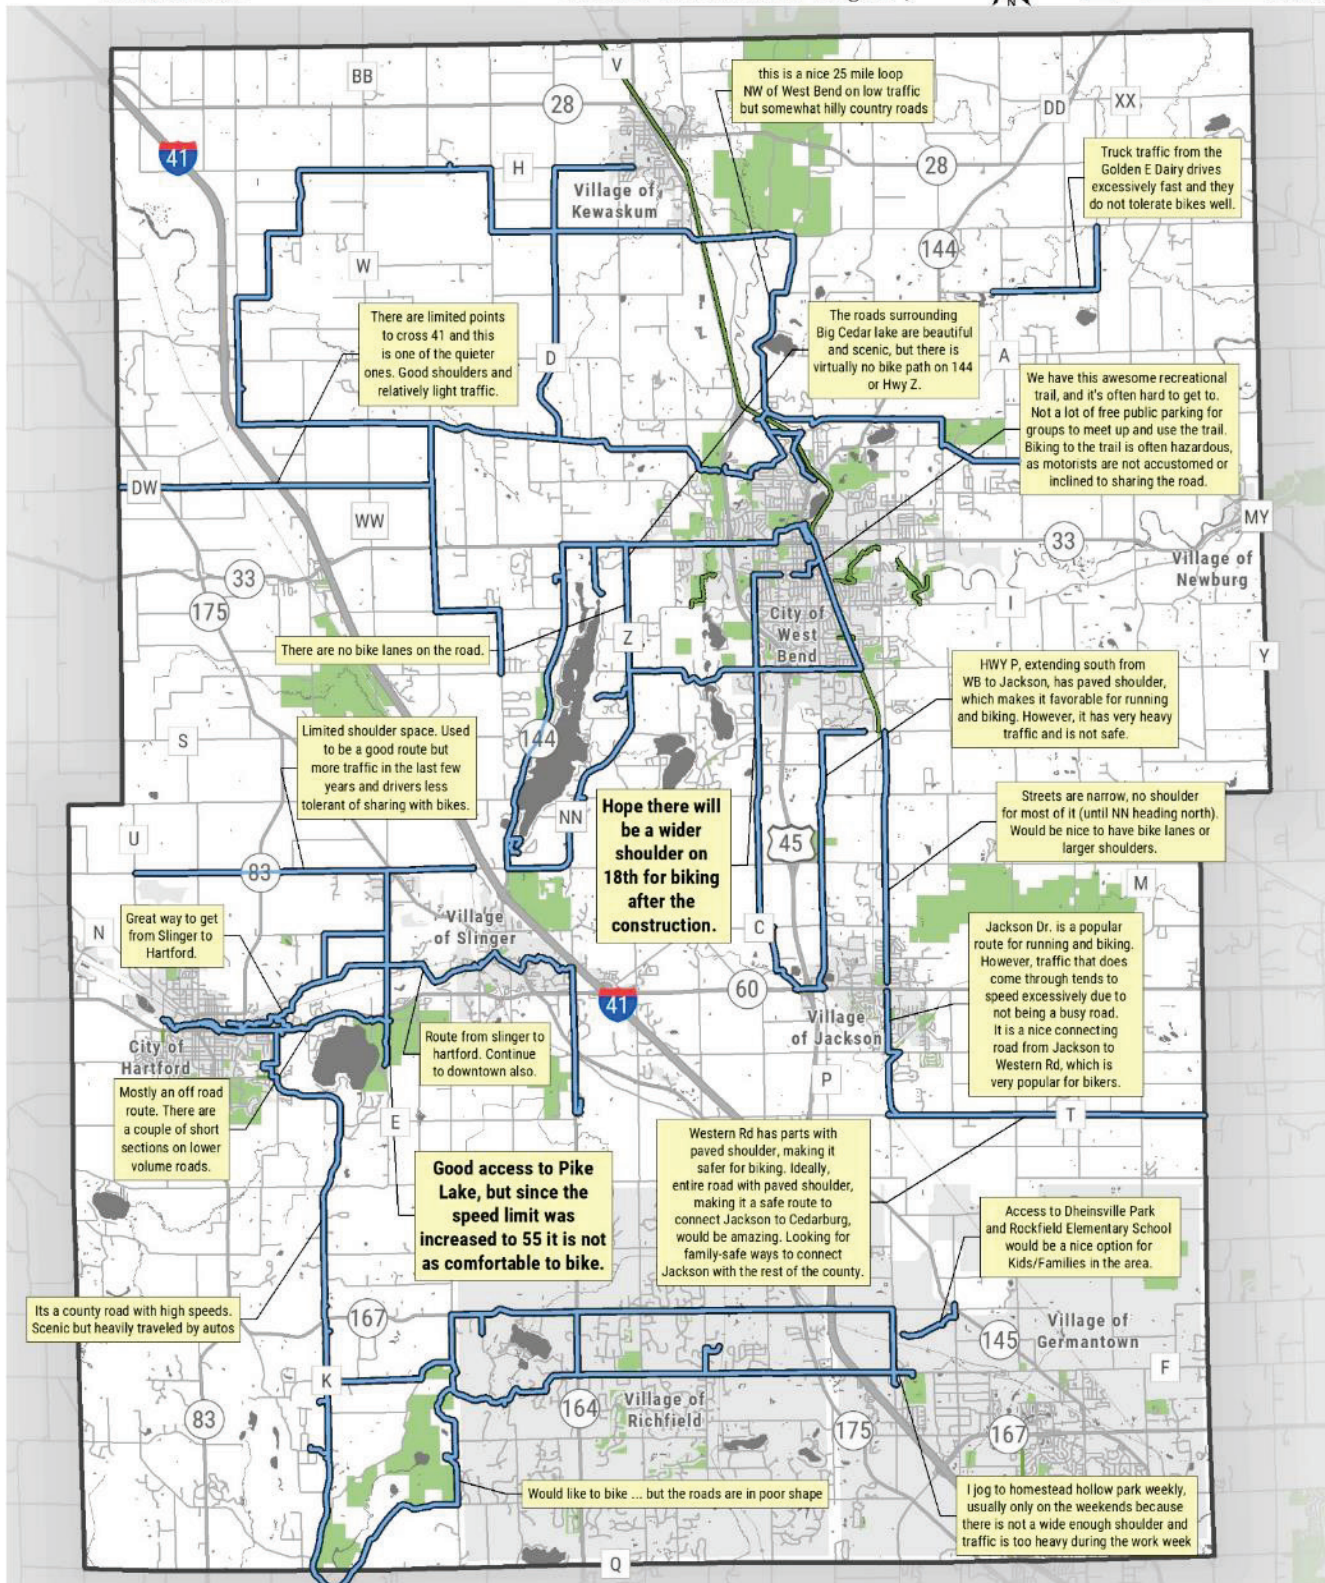 N
V
BB
28
this is a nice 25 mile loop
NW of West Bend on low traffic
but somewhat hilly country roads
DD
XX
41
H
Village of
Kewaskum
28
Truck traffic from the
Golden E Dairy drives
excessively fast and they
do not tolerate bikes well.
144
W
There are limited points
to cross 41 and this
is one of the quieter
ones. Good shoulders and
relatively light traffic.
D
The roads surrounding
Big Cedar lake are beautiful
and scenic, but there is
virtually no bike path on 144
or Hwy Z.
A
We have this awesome recreational
trail, and it's often hard to get to.
Not a lot of free public parking for
groups to meet up and use the trail.
Biking to the trail is often hazardous,
as motorists are not accustomed or
inclined to sharing the road.
DW
WW
MY
33
33
Village of
Newburg
175
I
City of
West
Bend
There are no bike lanes on the road.
Z
Y
HWY P, extending south from
WB to Jackson, has paved shoulder,
which makes it favorable for running
and biking. However, it has very heavy
traffic and is not safe.
S
Limited shoulder space. Used
to be a good route but
more traffic in the last few
years and drivers less
tolerant of sharing with bikes.
144
NN
Hope there will
be a wider
shoulder on
18th for biking
after the
construction.
45
Streets are narrow, no shoulder
for most of it (until NN heading north).
Would be nice to have bike lanes or
larger shoulders.
U
83
M
N
Great way to get
from Slinger to
Hartford.
Village
of Slinger
C
Jackson Dr. is a popular
route for running and biking.
However, traffic that does
come through tends to
speed excessively due to
not being a busy road.
It is a nice connecting
road from Jackson to
Western Rd, which is
very popular for bikers.
60
41
Village
of Jackson
City of
Hartford
Route from slinger to
hartford. Continue
to downtown also.
Mostly an off road
route. There are
a couple of short
sections on lower
volume roads.
P
E
T
Good access to Pike
Lake, but since the
speed limit was
increased to 55 it is not
as comfortable to bike.
Western Rd has parts with
paved shoulder, making it
safer for biking. Ideally,
entire road with paved shoulder,
making it a safe route to
connect Jackson to Cedarburg,
would be amazing. Looking for
family-safe ways to connect
Jackson with the rest of the county.
Access to Dheinsville Park
and Rockfield Elementary School
would be a nice option for
Kids/Families in the area.
Its a county road with high speeds.
Scenic but heavily traveled by autos
167
145
Village of
Germantown
F
K
83
164
Village of
Richfield
175
167
Would like to bike ... but the roads are in poor shape
I jog to homestead hollow park weekly,
usually only on the weekends because
there is not a wide enough shoulder and
traffic is too heavy during the work week
Q